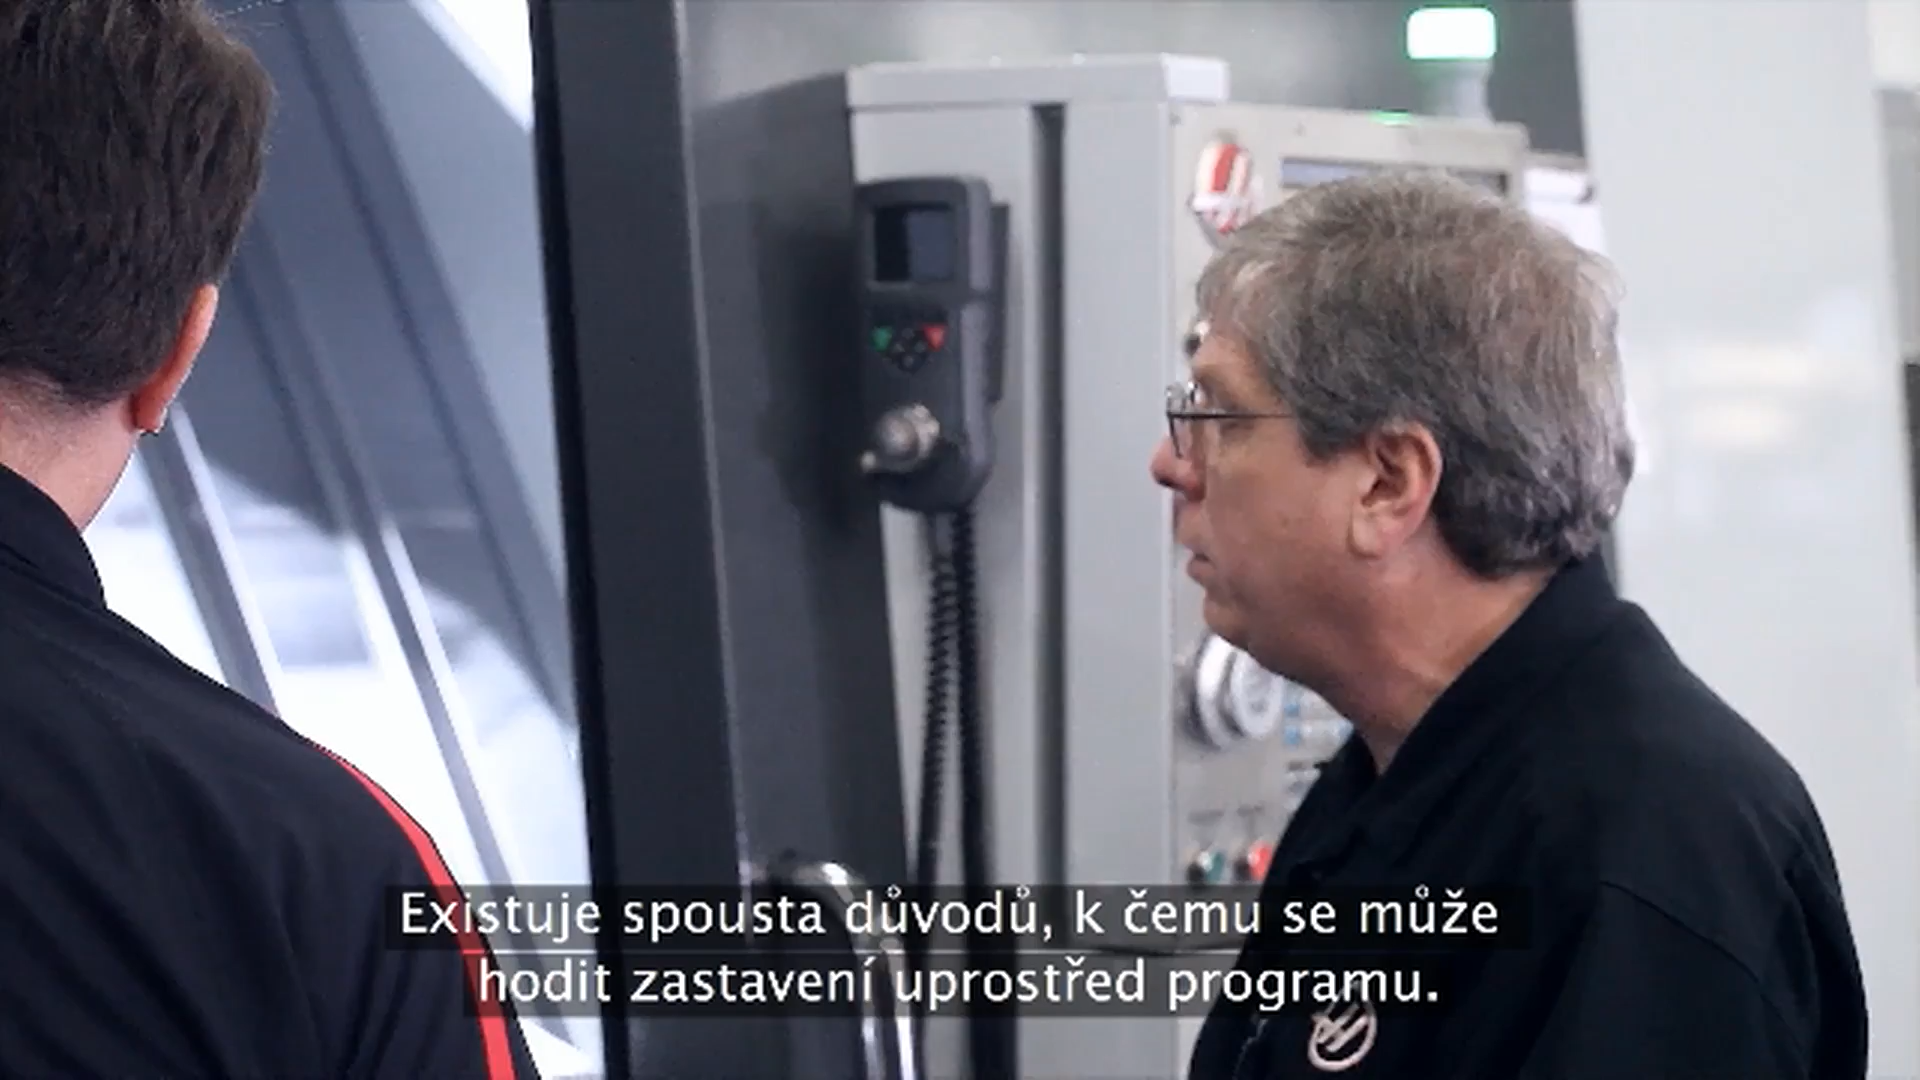 Existuje spousta důvodů, k čemu se může
hodit zastavení uprostřed programu.